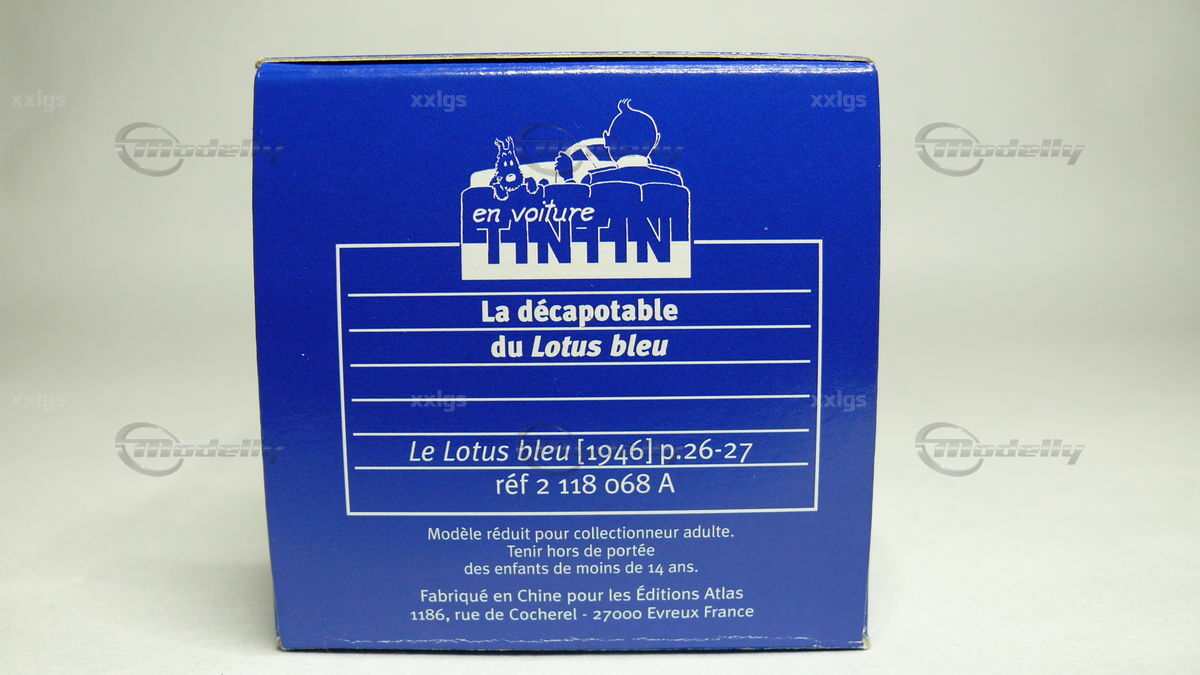 xxlgs xxlgs xxlgs
Modelly Modelly Modelly
en voiture
TINTIN
La décapotable
du Lotus bleu
xxlgs xxlgs xxlgs
Modelly Modelly Modelly
Le Lotus bleu [1946] p.26-27
réf 2 118 068 A
Modèle réduit pour collectionneur adulte.
Tenir hors de portée
des enfants de moins de 14 ans.
Fabriqué en Chine pour les Éditions Atlas
1186, rue de Cocherel - 27000 Evreux France